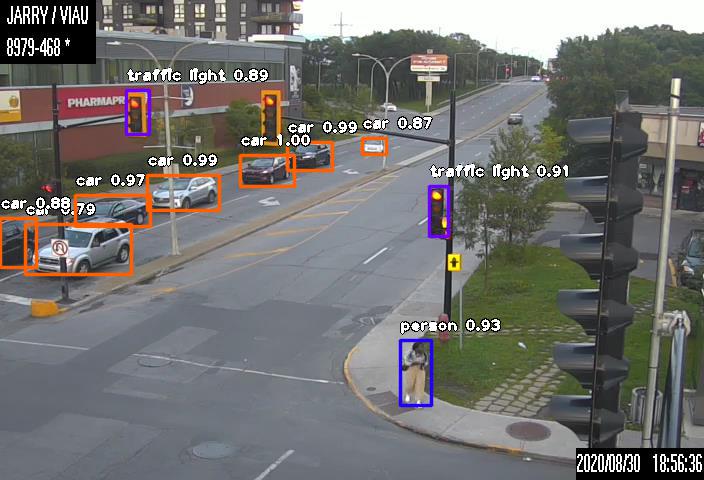 JARRY / VIAU
8979-468 *
traffic light 0.89
PHARMAPR
car 0.99
car 0.87
car 1.00
car 0.99
traffic light 0.91
car 0.97
car 0.88
0.79
person 0.93
2020/08/30 18:56:36